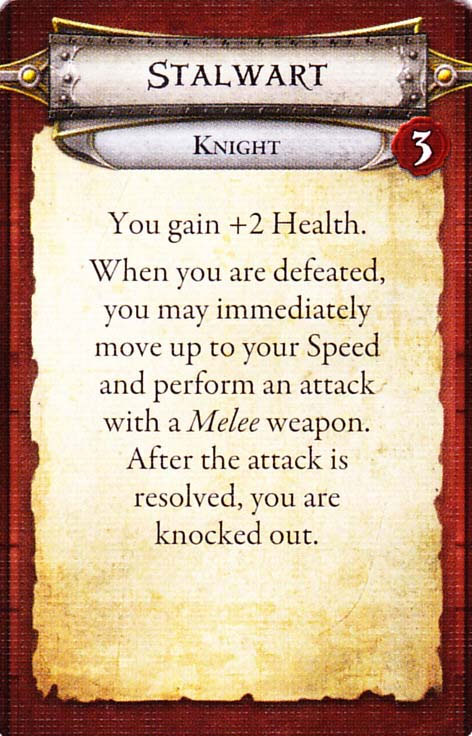 Stalwart
Knight
3
You gain +2 Health.
When you are defeated,
you may immediately
move up to your Speed
and perform an attack
with a Melee weapon.
After the attack is
resolved, you are
knocked out.